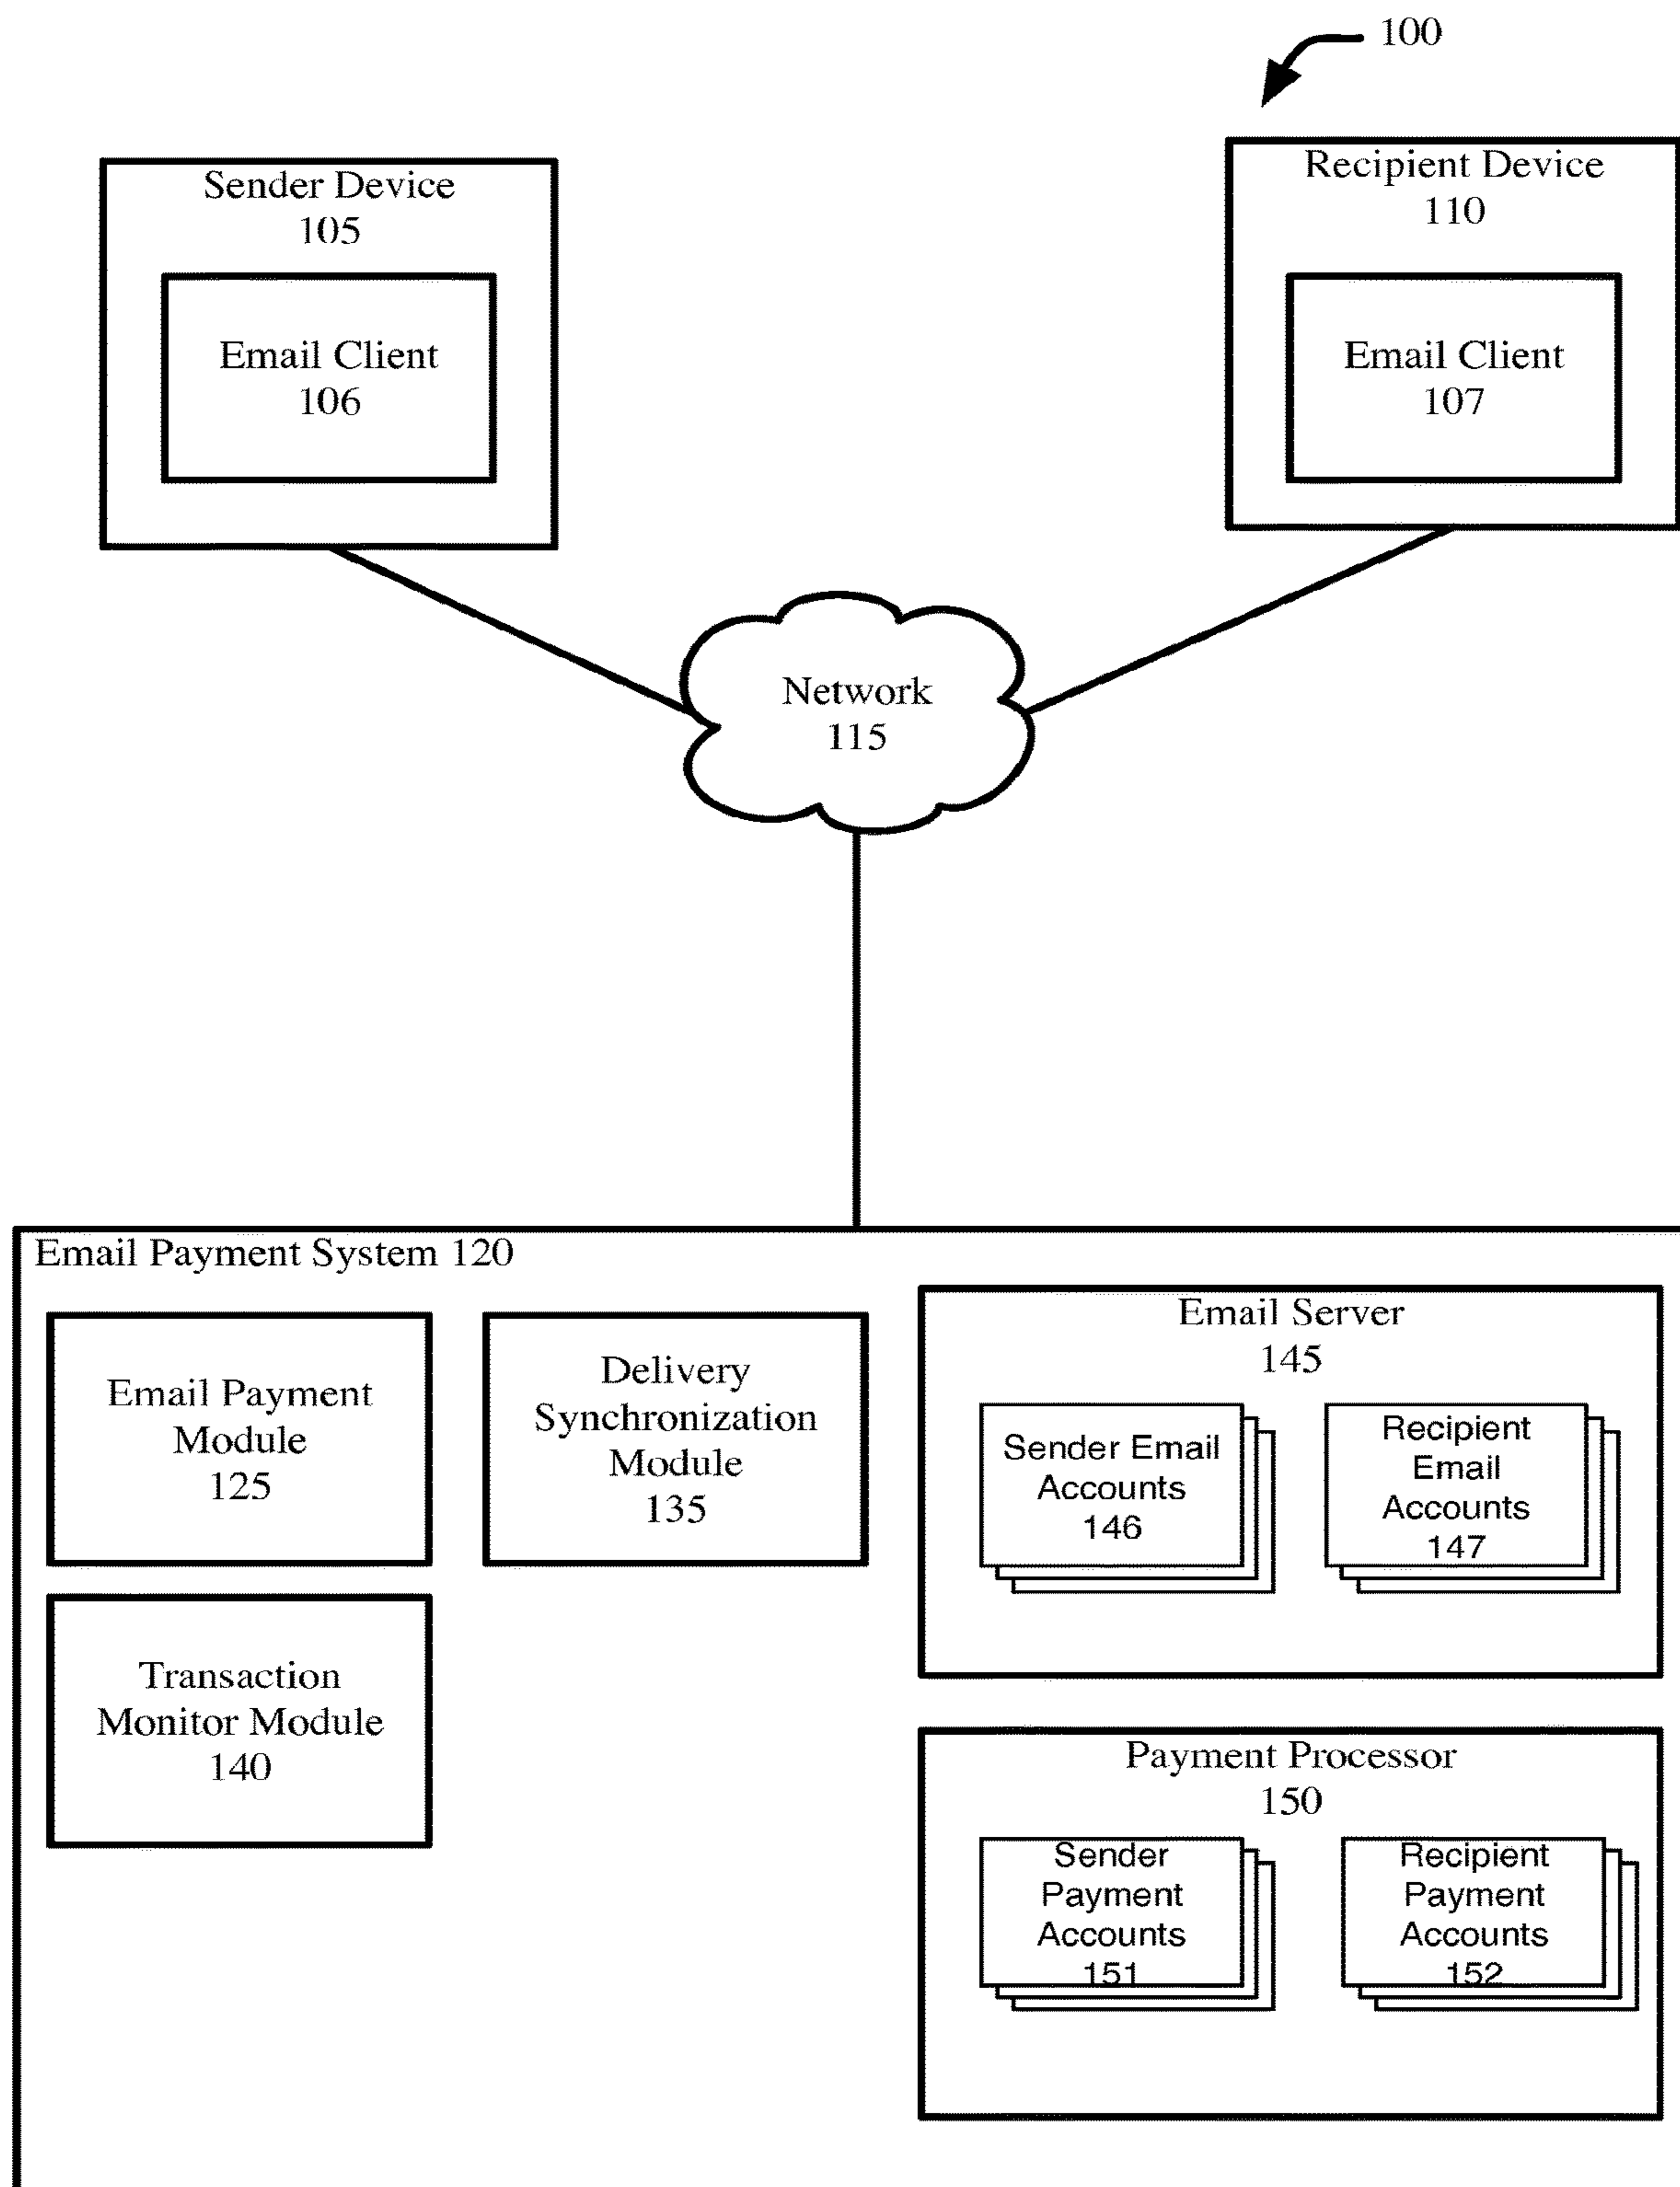 100
Sender Device
105
Email Client
106
Recipient Device
110
Email Client
107
Network
115
Email Payment System 120
Email Payment
Module
125
Delivery
Synchronization
Module
135
Transaction
Monitor Module
140
Email Server
145
Sender Email
Accounts
146
Recipient
Email
Accounts
147
Payment Processor
150
Sender
Payment
Accounts
151
Recipient
Payment
Accounts
152